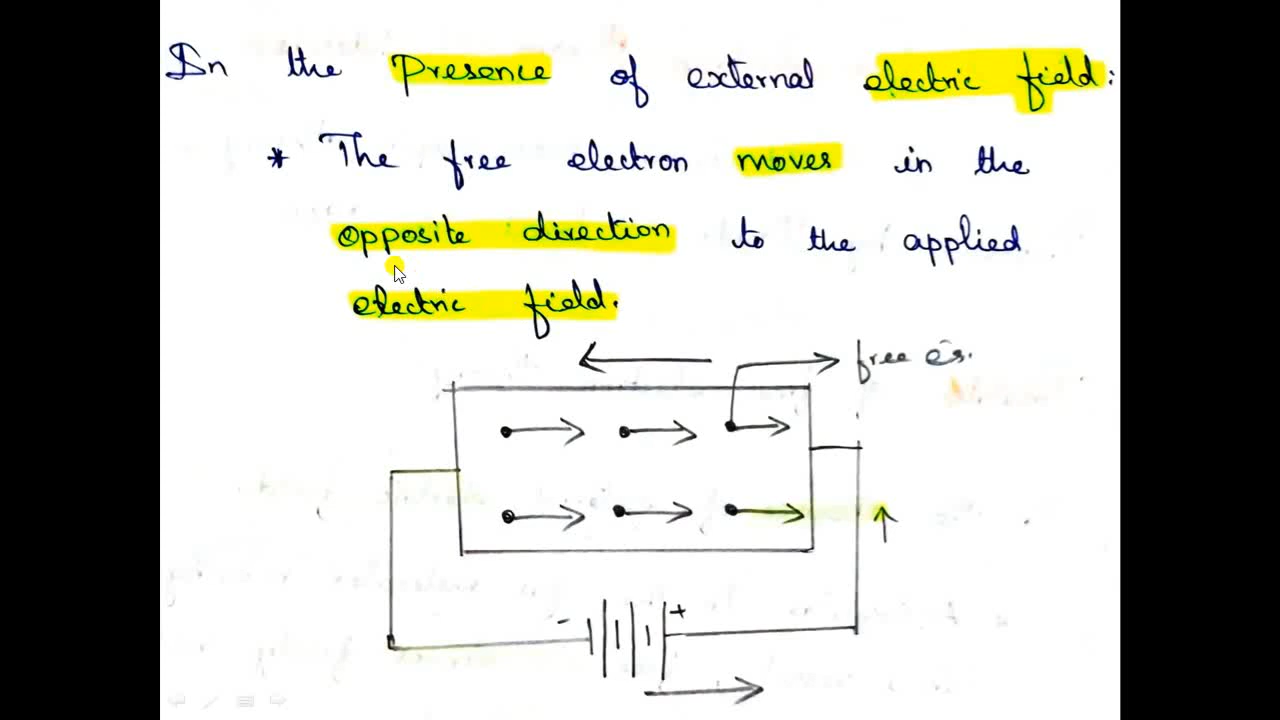 In the presence of external electric field:
* The free electron moves in the
opposite direction to the applied
electric field.
free e⁻s.
- +